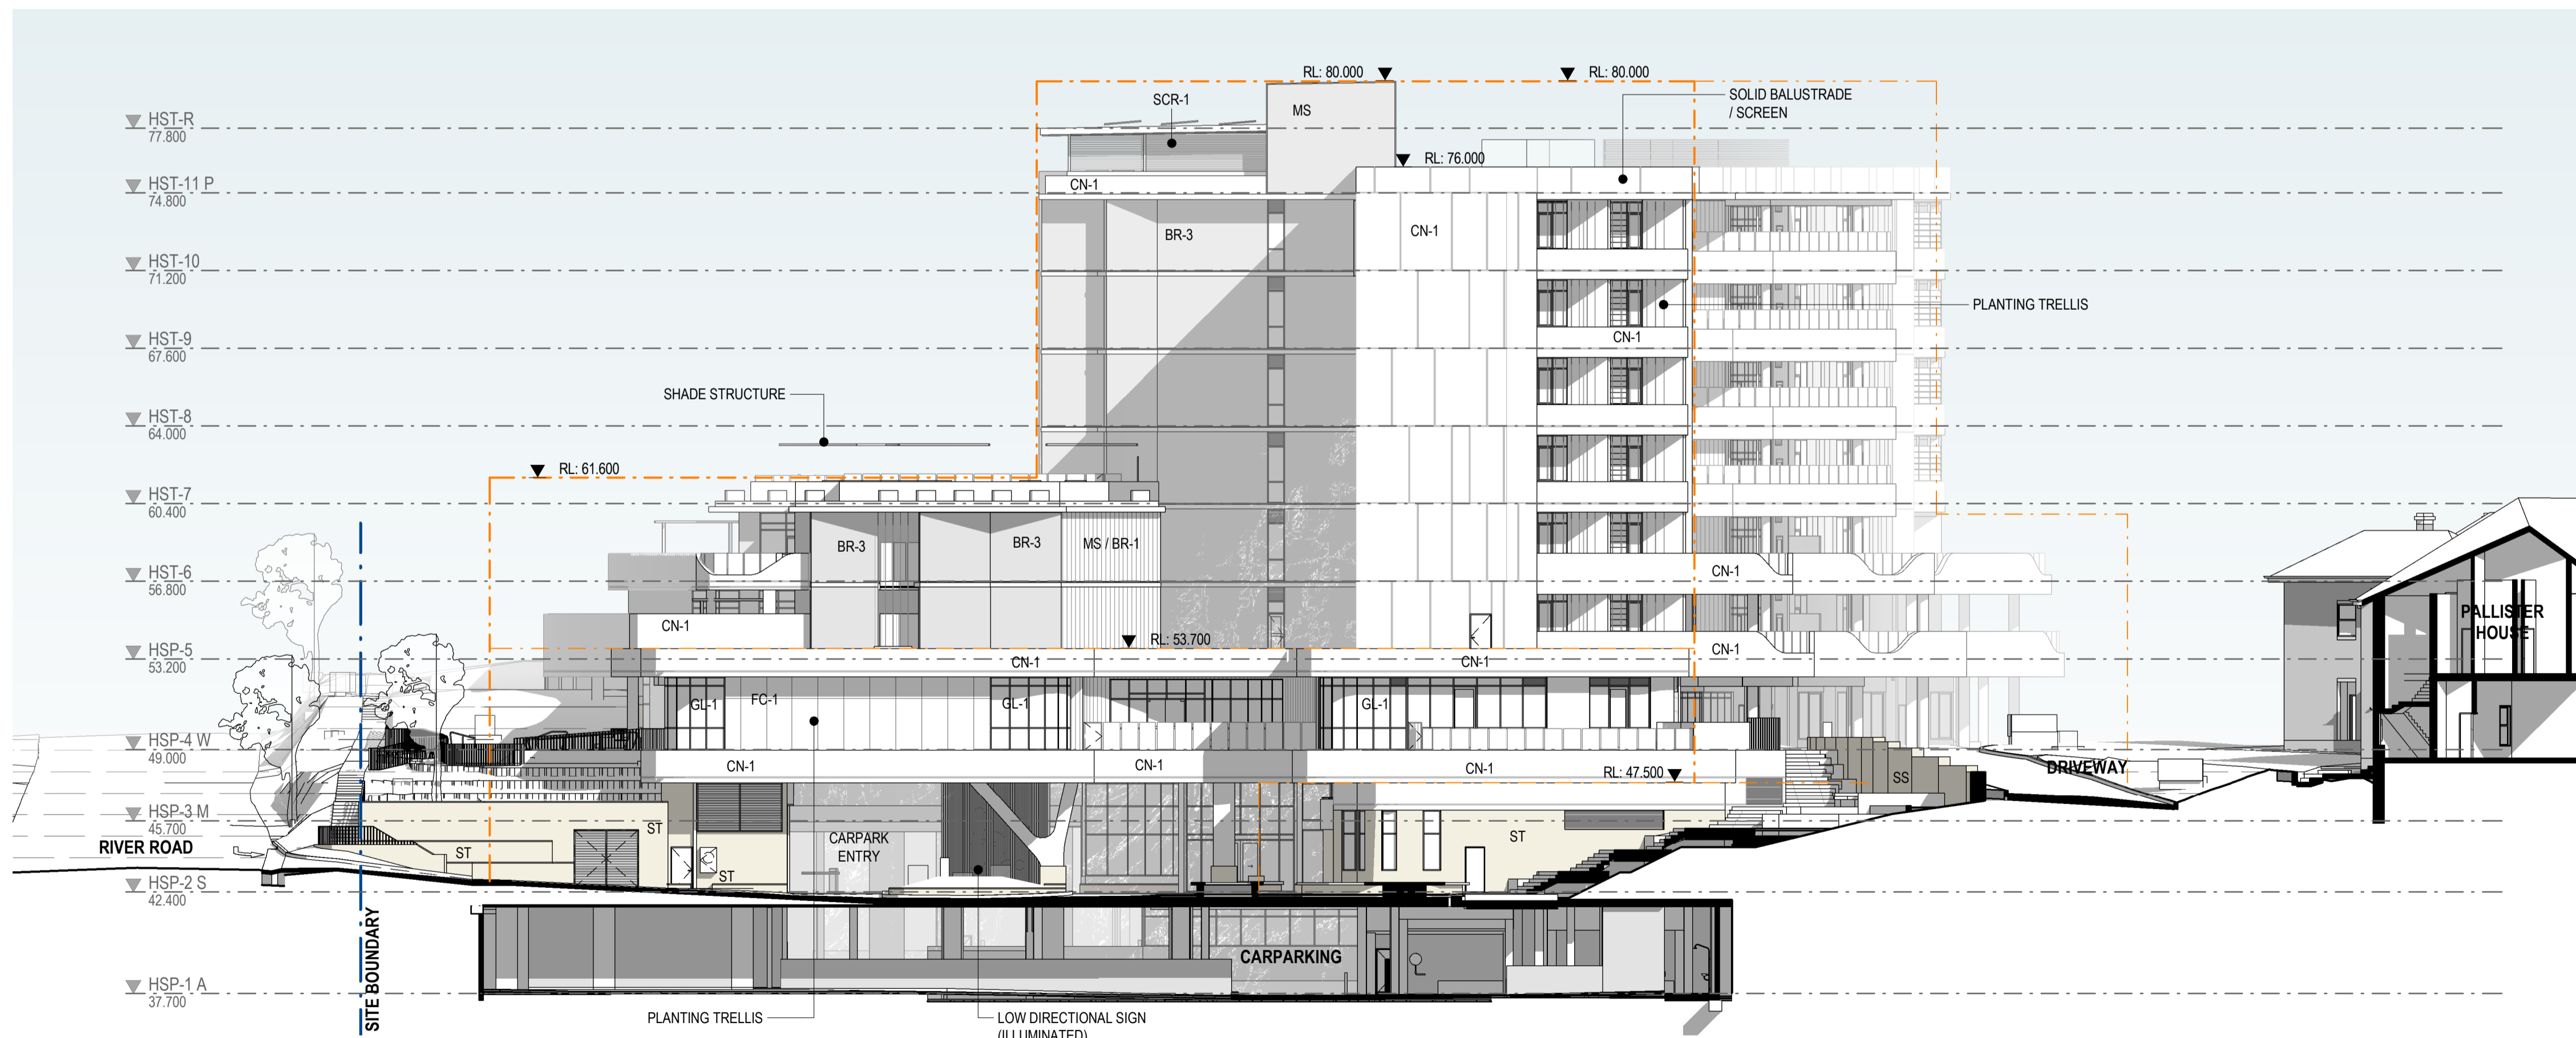 RL: 80.000
RL: 80.000
SCR-1
MS
SOLID BALUSTRADE
/ SCREEN
HST-R
77.800
RL: 76.000
HST-11 P
74.800
CN-1
BR-3
CN-1
HST-10
71.200
PLANTING TRELLIS
HST-9
67.600
CN-1
SHADE STRUCTURE
HST-8
64.000
RL: 61.600
HST-7
60.400
BR-3
BR-3
MS / BR-1
HST-6
56.800
CN-1
PALLISTER
HOUSE
CN-1
RL: 53.700
HSP-5
53.200
CN-1
CN-1
CN-1
GL-1
FC-1
GL-1
GL-1
HSP-4 W
49.000
CN-1
CN-1
CN-1
RL: 47.500
SS
DRIVEWAY
HSP-3 M
45.700
RIVER ROAD
ST
ST
ST
CARPARK
ENTRY
ST
HSP-2 S
42.400
SITE BOUNDARY
CARPARKING
HSP-1 A
37.700
PLANTING TRELLIS
LOW DIRECTIONAL SIGN
(ILLUMINATED)